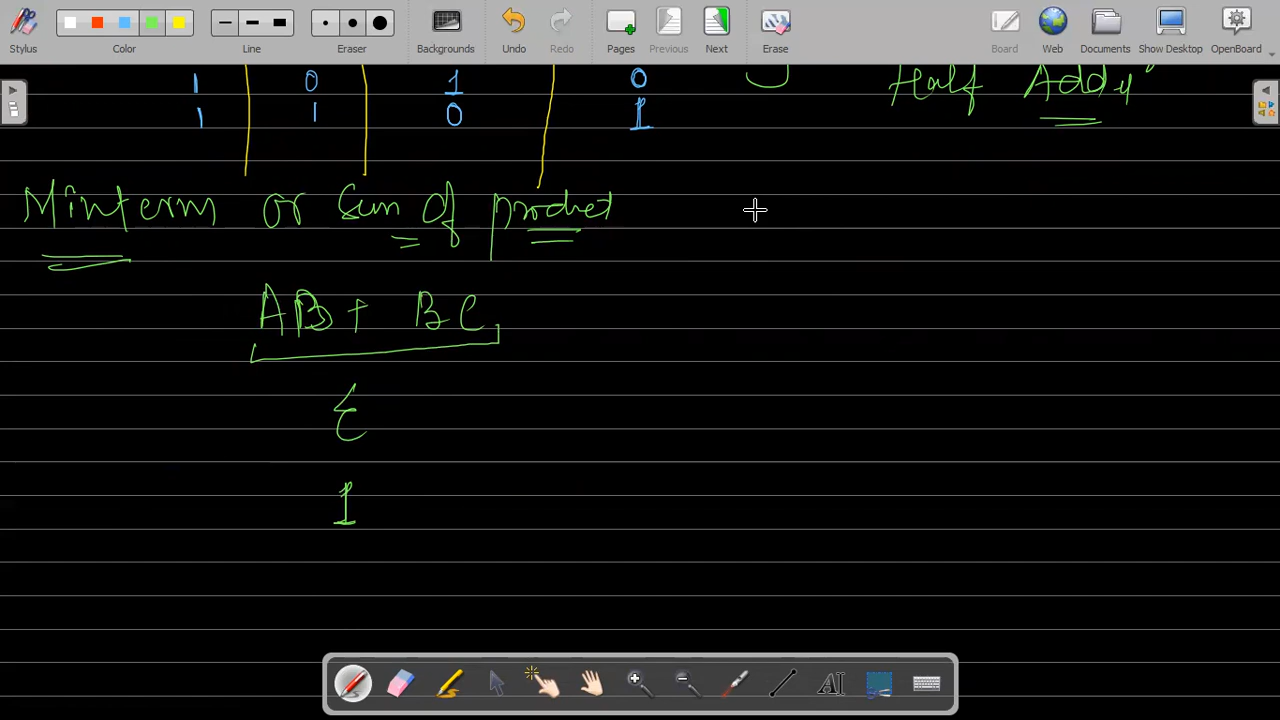 Stylus Color Line Eraser Backgrounds Undo Redo Pages Previous Next Erase Board Web Documents Show Desktop OpenBoard
1 0 1 0
1 1 0 1
Half
Minterm or Sum of product
AB + BC
Σ
1
AI